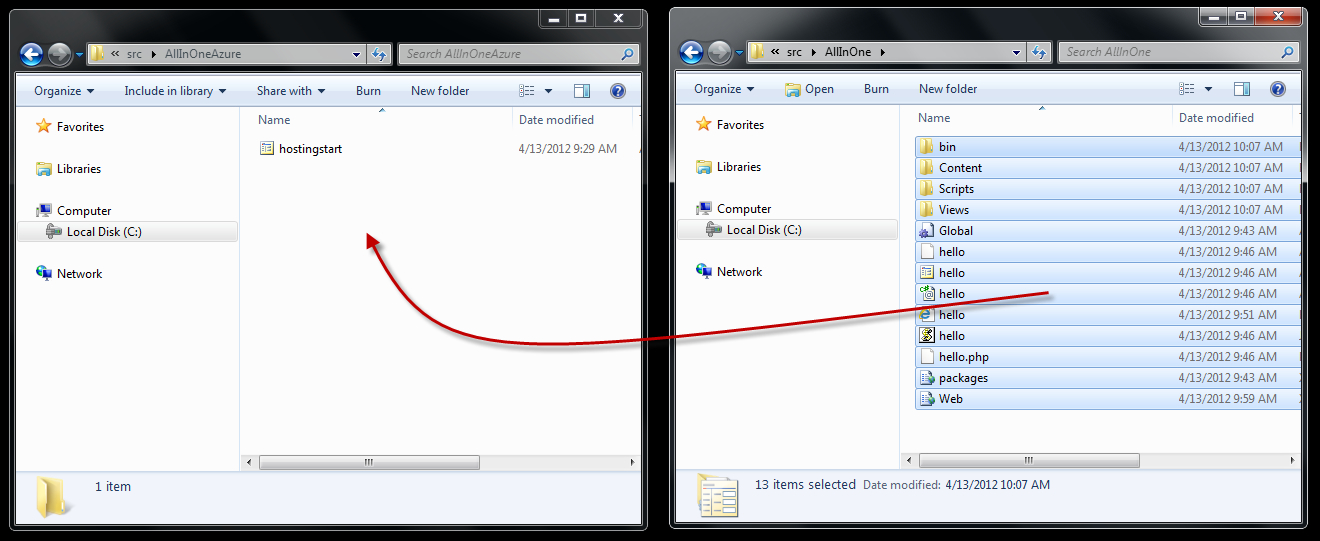 « src ▸ AllInOneAzure
Search AllInOneAzure
Organize
Include in library
Share with
Burn
New folder
Favorites
Libraries
Computer
Local Disk (C:)
Network
Name
Date modified
hostingstart 4/13/2012 9:29 AM
1 item
« src ▸ AllInOne ▸
Search AllInOne
Organize
Open
Burn
New folder
Favorites
Libraries
Computer
Local Disk (C:)
Network
Name
Date modified
bin 4/13/2012 10:07 AM
Content 4/13/2012 10:07 AM
Scripts 4/13/2012 10:07 AM
Views 4/13/2012 10:07 AM
Global 4/13/2012 9:43 AM
hello 4/13/2012 9:46 AM
hello 4/13/2012 9:46 AM
hello 4/13/2012 9:46 AM
hello 4/13/2012 9:51 AM
hello 4/13/2012 9:46 AM
hello.php 4/13/2012 9:46 AM
packages 4/13/2012 9:43 AM
Web 4/13/2012 9:59 AM
13 items selected Date modified: 4/13/2012 10:07 AM